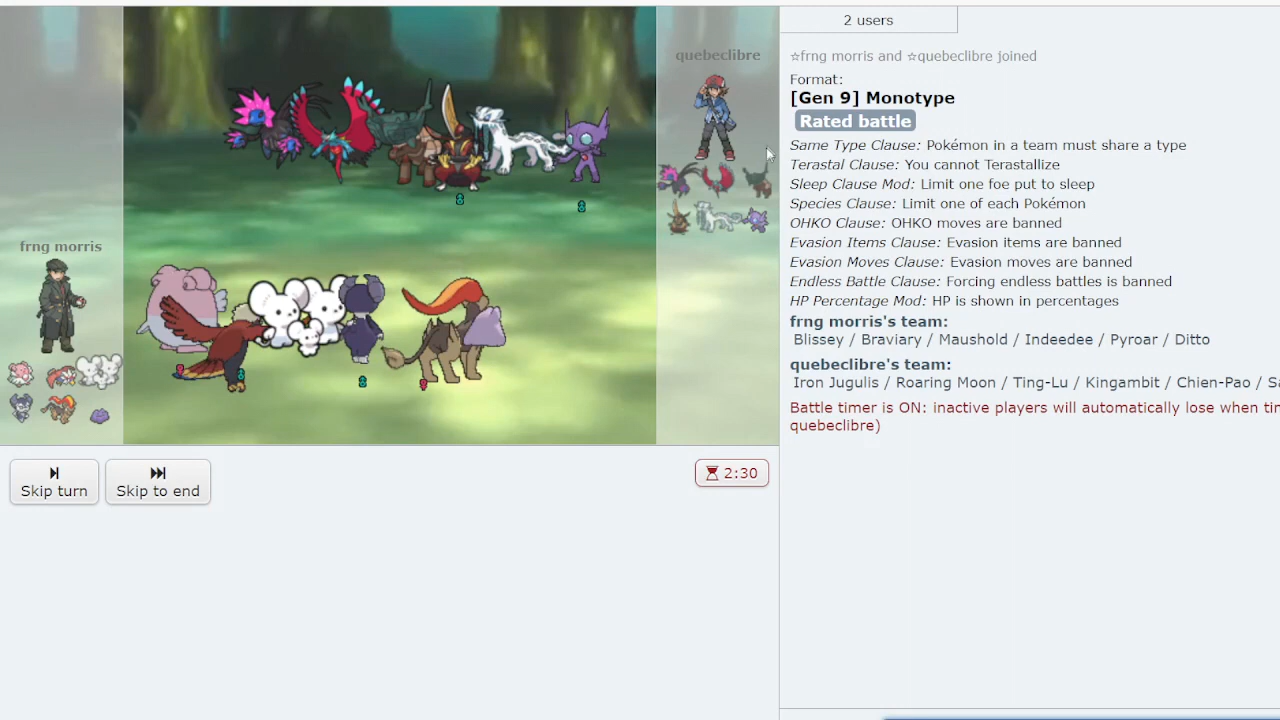 2 users
☆frng morris and ☆quebeclibre joined
Format:
[Gen 9] Monotype
Rated battle
Same Type Clause: Pokémon in a team must share a type
Terastal Clause: You cannot Terastallize
Sleep Clause Mod: Limit one foe put to sleep
Species Clause: Limit one of each Pokémon
OHKO Clause: OHKO moves are banned
Evasion Items Clause: Evasion items are banned
Evasion Moves Clause: Evasion moves are banned
Endless Battle Clause: Forcing endless battles is banned
HP Percentage Mod: HP is shown in percentages
frng morris's team:
Blissey / Braviary / Maushold / Indeedee / Pyroar / Ditto
quebeclibre's team:
Iron Jugulis / Roaring Moon / Ting-Lu / Kingambit / Chien-Pao /
Battle timer is ON: inactive players will automatically lose when
quebeclibre)
quebeclibre
frng morris
Skip turn
Skip to end
2:30